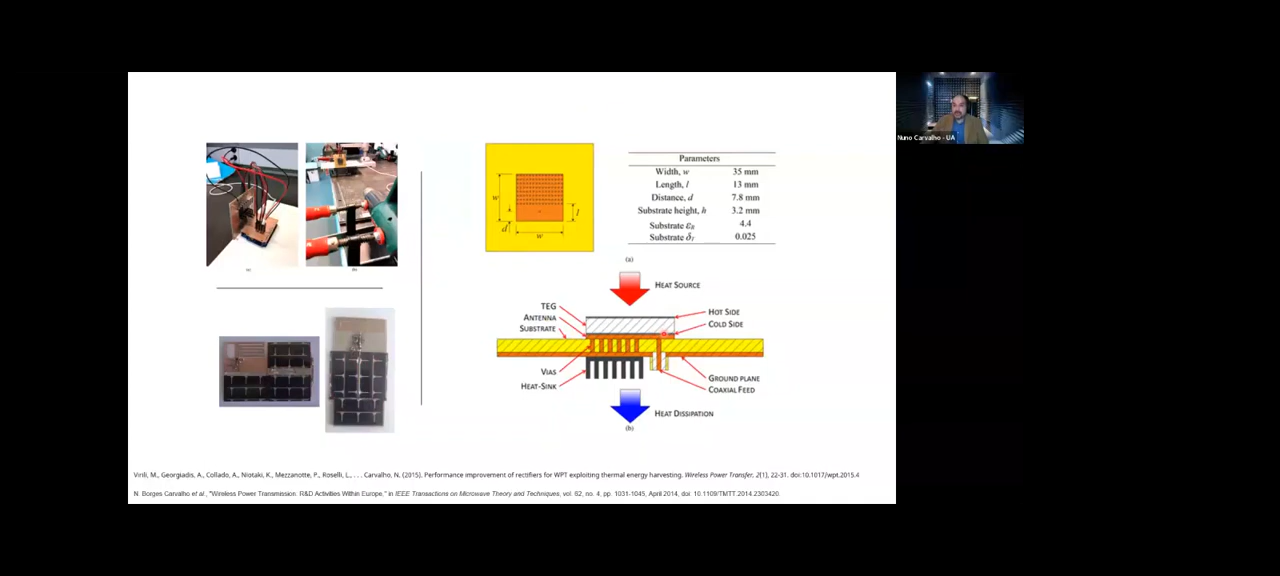 Nuno Carvalho - UA
w
l
d
w
Parameters
Width, w 35 mm
Length, l 13 mm
Distance, d 7.8 mm
Substrate height, h 3.2 mm
Substrate εR 4.4
Substrate δT 0.025
(a)
HEAT SOURCE
TEG
ANTENNA
SUBSTRATE
HOT SIDE
COLD SIDE
VIAS
HEAT-SINK
GROUND PLANE
COAXIAL FEED
HEAT DISSIPATION
(b)
Virili, M., Georgiadis, A., Collado, A., Niotaki, K., Mezzanotte, P., Roselli, L., . . . Carvalho, N. (2015). Performance improvement of rectifiers for WPT exploiting thermal energy harvesting. Wireless Power Transfer, 2(1), 22-31. doi:10.1017/wpt.2015.4
N. Borges Carvalho et al., "Wireless Power Transmission: R&D Activities Within Europe," in IEEE Transactions on Microwave Theory and Techniques, vol. 62, no. 4, pp. 1031-1045, April 2014, doi: 10.1109/TMTT.2014.2303420.